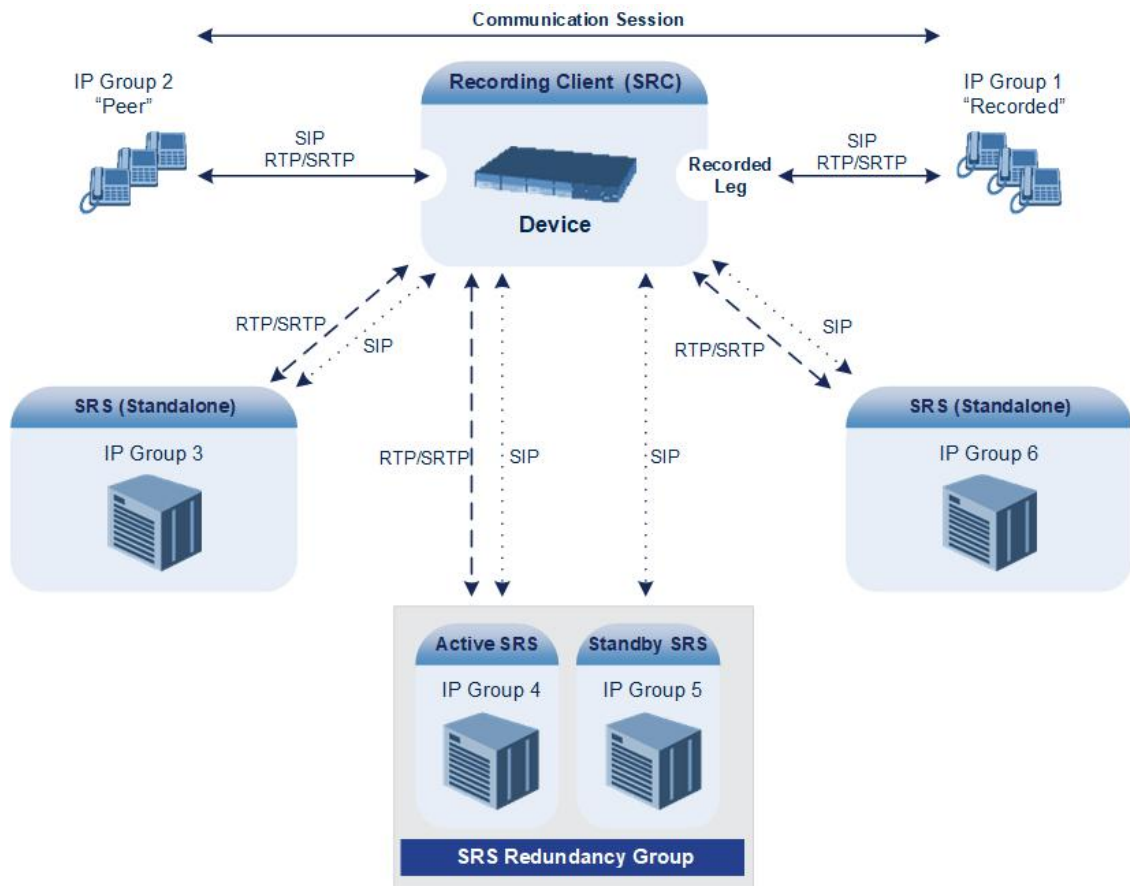 Communication Session
IP Group 2
“Peer”
Recording Client (SRC)
IP Group 1
“Recorded”
SIP
RTP/SRTP
Recorded
Leg
SIP
RTP/SRTP
Device
RTP/SRTP
SIP
SIP
RTP/SRTP
SRS (Standalone)
IP Group 3
RTP/SRTP
SIP
SIP
SRS (Standalone)
IP Group 6
Active SRS
IP Group 4
Standby SRS
IP Group 5
SRS Redundancy Group